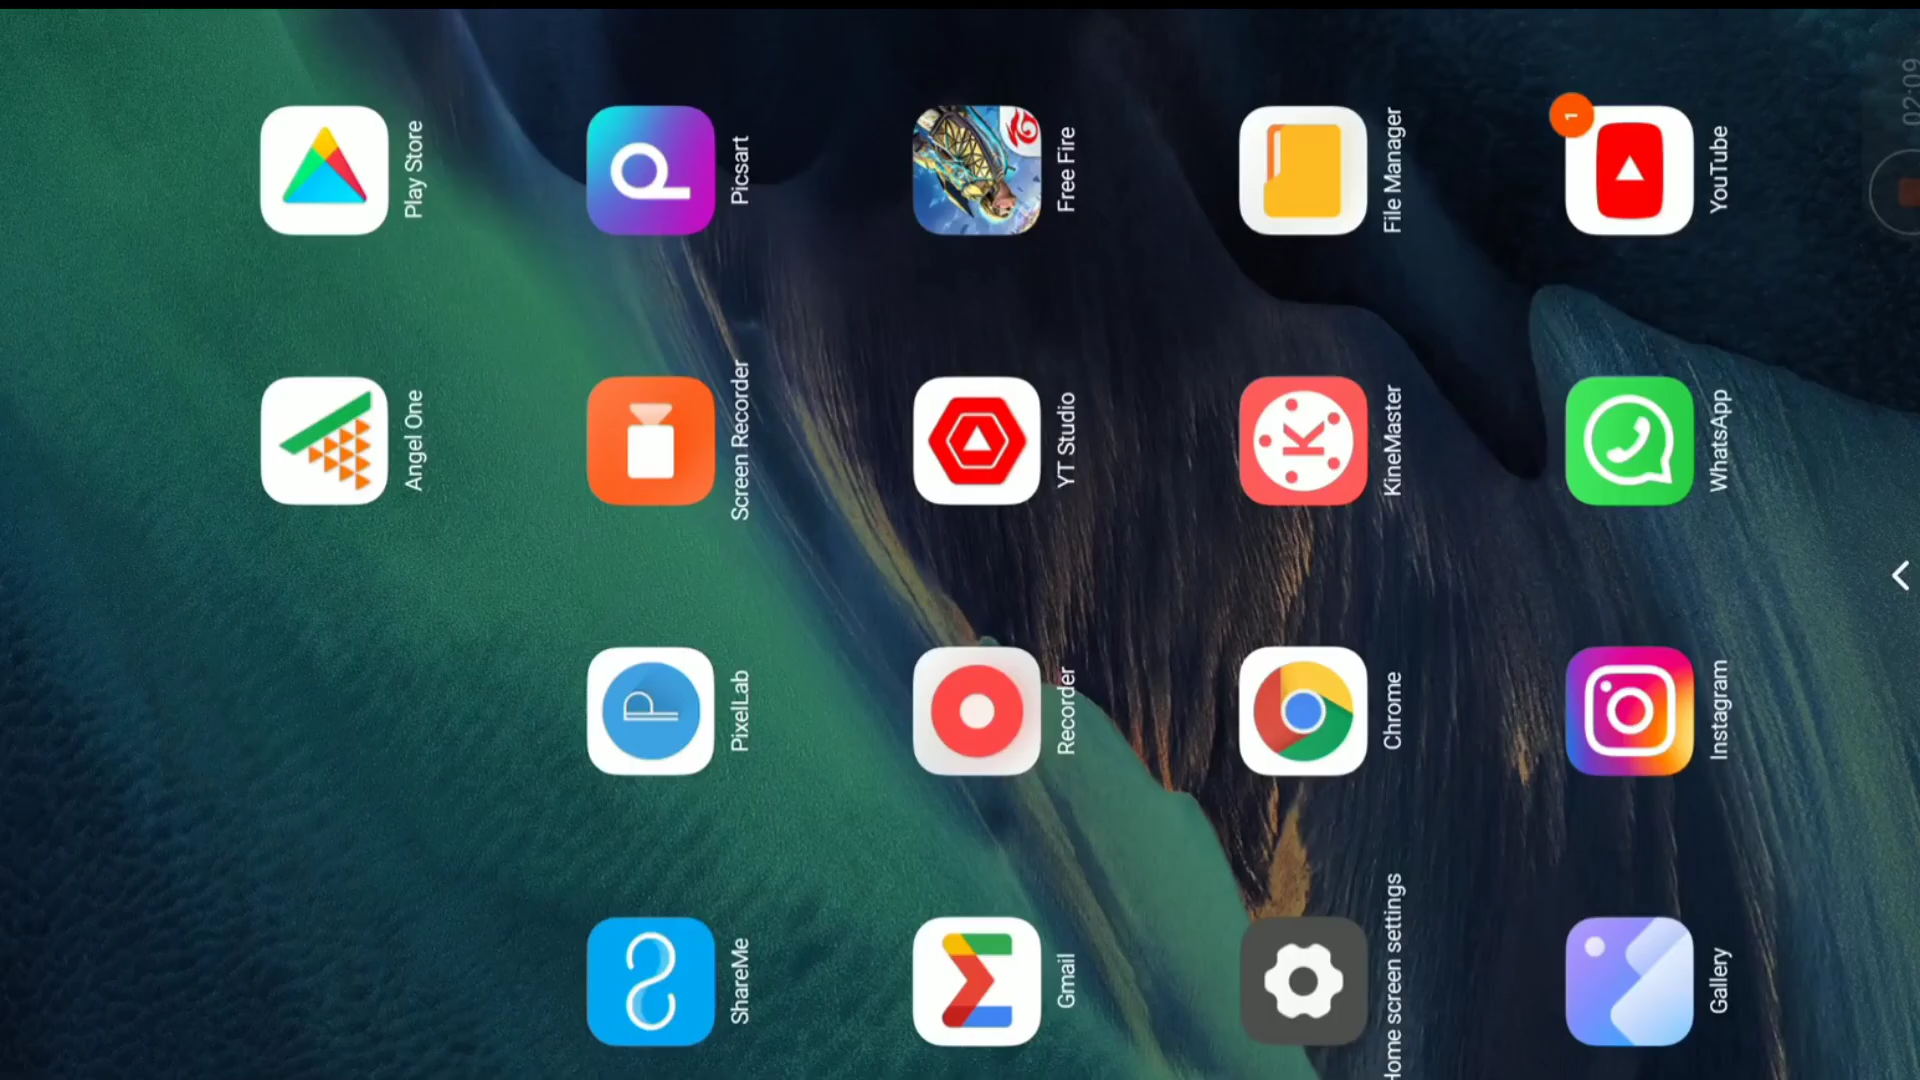 Angel One
Play Store
ShareMe
PixelLab
Screen Recorder
Picsart
Gmail
Recorder
YT Studio
Free Fire
Home screen settings
Chrome
KineMaster
File Manager
1
Gallery
Instagram
WhatsApp
YouTube
02:09